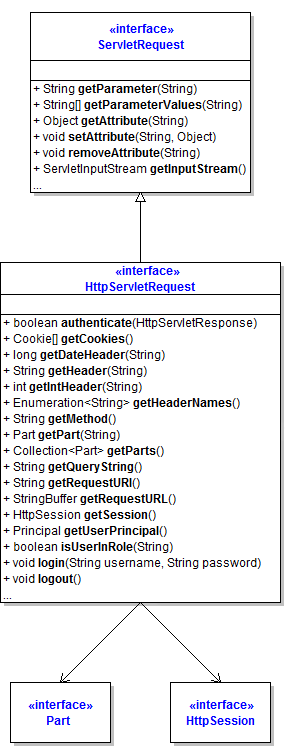 «interface»
ServletRequest
+ String getParameter(String)
+ String[] getParameterValues(String)
+ Object getAttribute(String)
+ void setAttribute(String, Object)
+ void removeAttribute(String)
+ ServletInputStream getInputStream()
...
«interface»
HttpServletRequest
+ boolean authenticate(HttpServletResponse)
+ Cookie[] getCookies()
+ long getDateHeader(String)
+ String getHeader(String)
+ int getIntHeader(String)
+ Enumeration<String> getHeaderNames()
+ String getMethod()
+ Part getPart(String)
+ Collection<Part> getParts()
+ String getQueryString()
+ String getRequestURI()
+ StringBuffer getRequestURL()
+ HttpSession getSession()
+ Principal getUserPrincipal()
+ boolean isUserInRole(String)
+ void login(String username, String password)
+ void logout()
...
«interface»
Part
«interface»
HttpSession